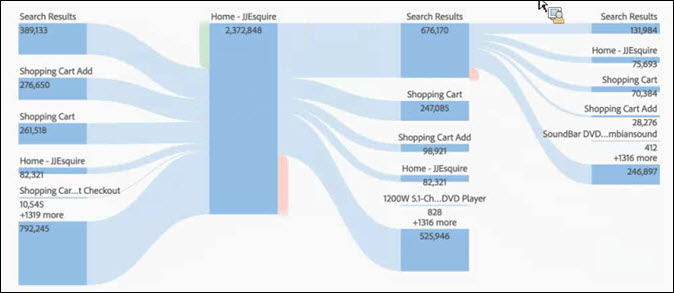 Search Results
389,133
Shopping Cart Add
276,650
Shopping Cart
261,518
Home - JJEsquire
82,321
Shopping Car...t Checkout
10,545
+1319 more
792,245
Home - JJEsquire
2,372,848
Search Results
676,170
Shopping Cart
247,085
Shopping Cart Add
98,921
Home - JJEsquire
82,321
1200W 5.1-Ch...DVD Player
828
+1316 more
525,946
Search Results
131,984
Home - JJEsquire
75,693
Shopping Cart
70,384
Shopping Cart Add
28,276
SoundBar DVD...mbiansound
412
+1316 more
246,897